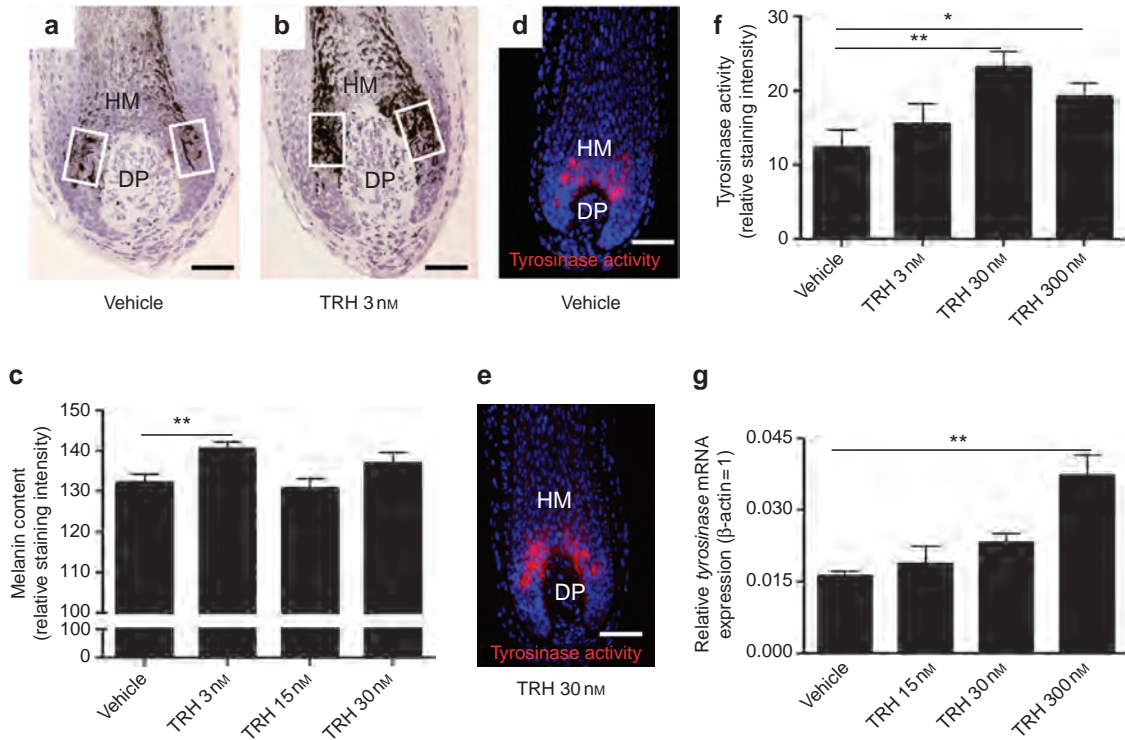 a
HM
DP
Vehicle
b
HM
DP
TRH 3 nM
d
HM
DP
Tyrosinase activity
Vehicle
f
Tyrosinase activity
(relative staining intensity)
30
20
10
0
*
**
Vehicle
TRH 3 nM
TRH 30 nM
TRH 300 nM
c
Melanin content
(relative staining intensity)
150
140
130
120
110
100
100
0
**
Vehicle
TRH 3 nM
TRH 15 nM
TRH 30 nM
e
HM
DP
Tyrosinase activity
TRH 30 nM
g
Relative tyrosinase mRNA
expression (β-actin=1)
0.045
0.030
0.015
0.000
**
Vehicle
TRH 15 nM
TRH 30 nM
TRH 300 nM